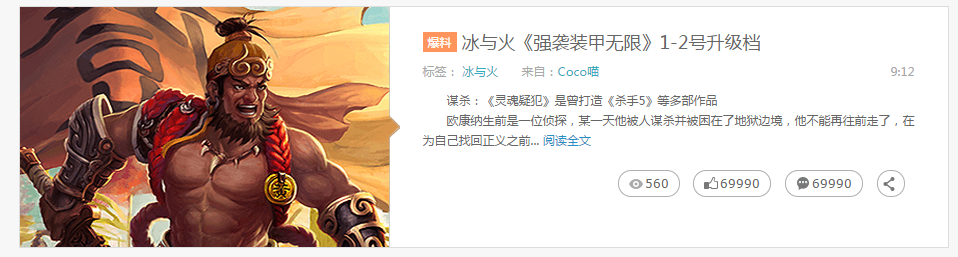 爆料 冰与火《强袭装甲无限》1-2号升级档
标签： 冰与火 来自：Coco喵 9:12
谋杀：《灵魂疑犯》是曾打造《杀手5》等多部作品
欧康纳生前是一位侦探，某一天他被人谋杀并被困在了地狱边境，他不能再往前走了，在
为自己找回正义之前... 阅读全文
560 69990 69990